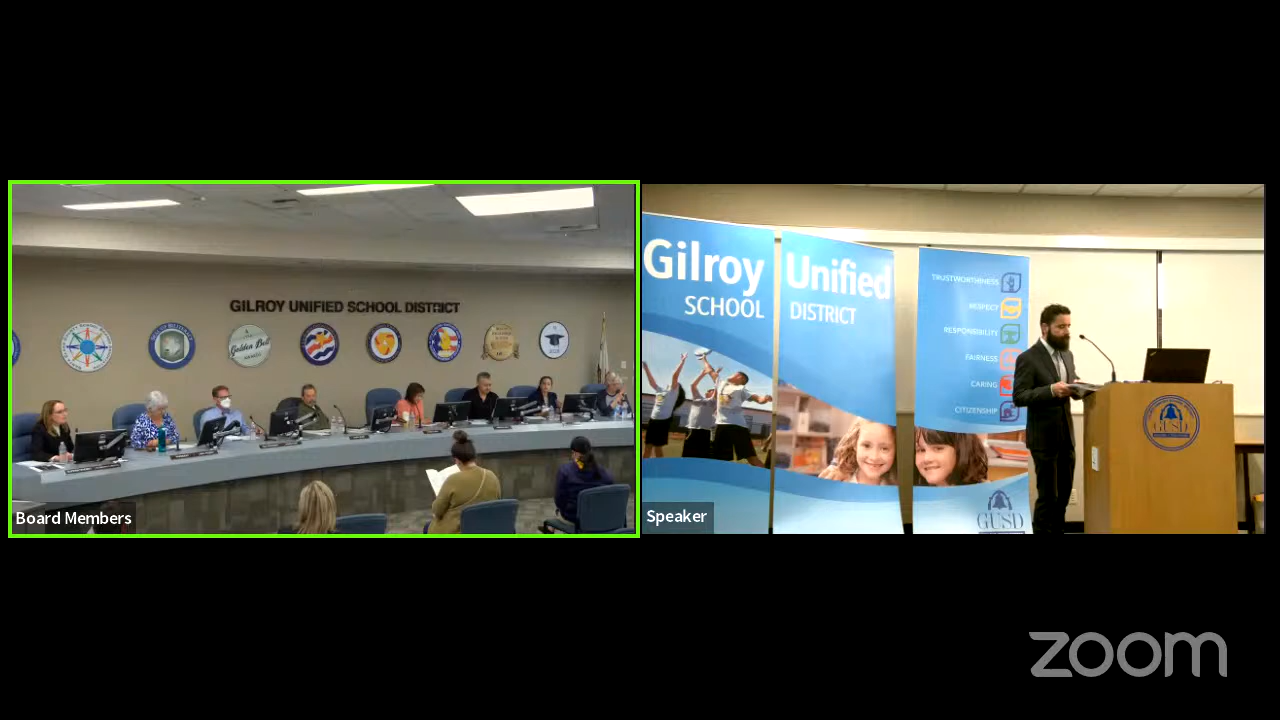 GILROY UNIFIED SCHOOL DISTRICT
Golden Bell
Board Members
Gilroy
SCHOOL
Unified
DISTRICT
TRUSTWORTHINESS
RESPECT
RESPONSIBILITY
FAIRNESS
CARING
CITIZENSHIP
GUSD
GUSD
Speaker
zoom